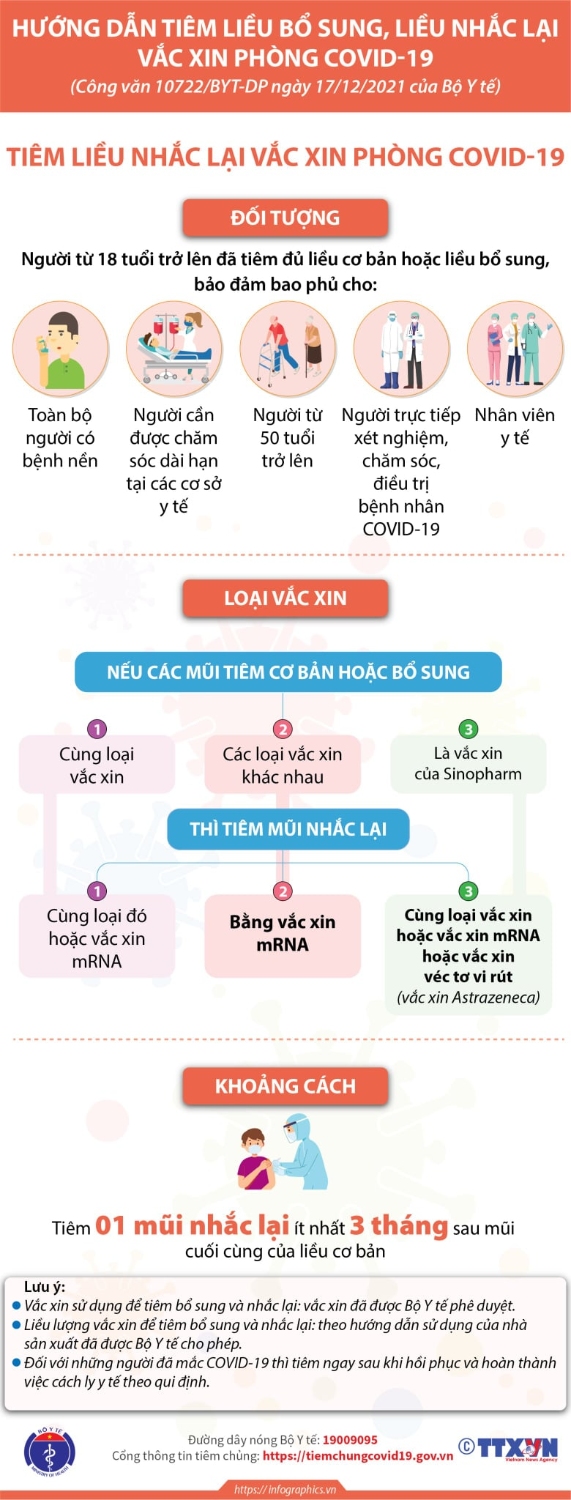 HƯỚNG DẪN TIÊM LIỀU BỔ SUNG, LIỀU NHẮC LẠI
VẮC XIN PHÒNG COVID-19
(Công văn 10722/BYT-DP ngày 17/12/2021 của Bộ Y tế)
TIÊM LIỀU NHẮC LẠI VẮC XIN PHÒNG COVID-19
ĐỐI TƯỢNG
Người từ 18 tuổi trở lên đã tiêm đủ liều cơ bản hoặc liều bổ sung,
bảo đảm bao phủ cho:
Toàn bộ
người có
bệnh nền
Người cần
được chăm
sóc dài hạn
tại các cơ sở
y tế
Người từ
50 tuổi
trở lên
Người trực tiếp
xét nghiệm,
chăm sóc,
điều trị
bệnh nhân
COVID-19
Nhân viên
y tế
LOẠI VẮC XIN
NẾU CÁC MŨI TIÊM CƠ BẢN HOẶC BỔ SUNG
1
Cùng loại
vắc xin
2
Các loại vắc xin
khác nhau
3
Là vắc xin
của Sinopharm
THÌ TIÊM MŨI NHẮC LẠI
1
Cùng loại đó
hoặc vắc xin
mRNA
2
Bằng vắc xin
mRNA
3
Cùng loại vắc xin
hoặc vắc xin mRNA
hoặc vắc xin
véc tơ vi rút
(vắc xin Astrazeneca)
KHOẢNG CÁCH
Tiêm 01 mũi nhắc lại ít nhất 3 tháng sau mũi
cuối cùng của liều cơ bản
Lưu ý:
● Vắc xin sử dụng để tiêm bổ sung và nhắc lại: vắc xin đã được Bộ Y tế phê duyệt.
● Liều lượng vắc xin để tiêm bổ sung và nhắc lại: theo hướng dẫn sử dụng của nhà
sản xuất đã được Bộ Y tế cho phép.
● Đối với những người đã mắc COVID-19 thì tiêm ngay sau khi hồi phục và hoàn thành
việc cách ly y tế theo qui định.
BỘ Y TẾ
MINISTRY OF HEALTH
Đường dây nóng Bộ Y tế: 19009095
Cổng thông tin tiêm chủng: https://tiemchungcovid19.gov.vn
© TTXVN
Vietnam News Agency
https://infographics.vn